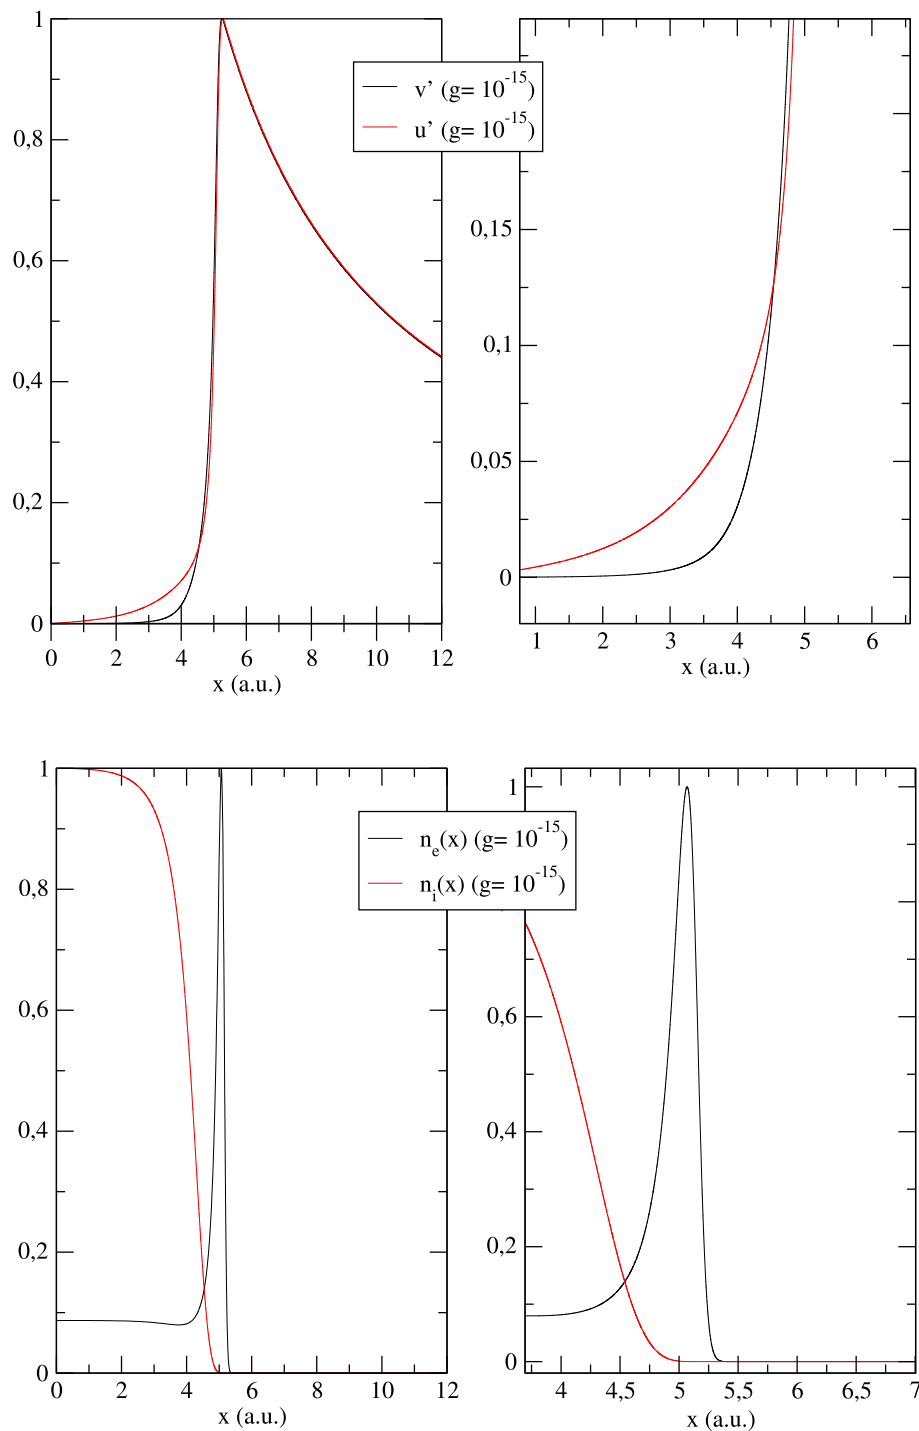 1
0,8
0,6
0,4
0,2
0
0 2 4 6 8 10 12
x (a.u.)
v’ (g= 10^-15)
u’ (g= 10^-15)
0,15
0,1
0,05
0
1 2 3 4 5 6
x (a.u.)
1
0,8
0,6
0,4
0,2
0
0 2 4 6 8 10 12
x (a.u.)
n_e(x) (g= 10^-15)
n_i(x) (g= 10^-15)
1
0,6
0,4
0,2
0
4 4,5 5 5,5 6 6,5 7
x (a.u.)